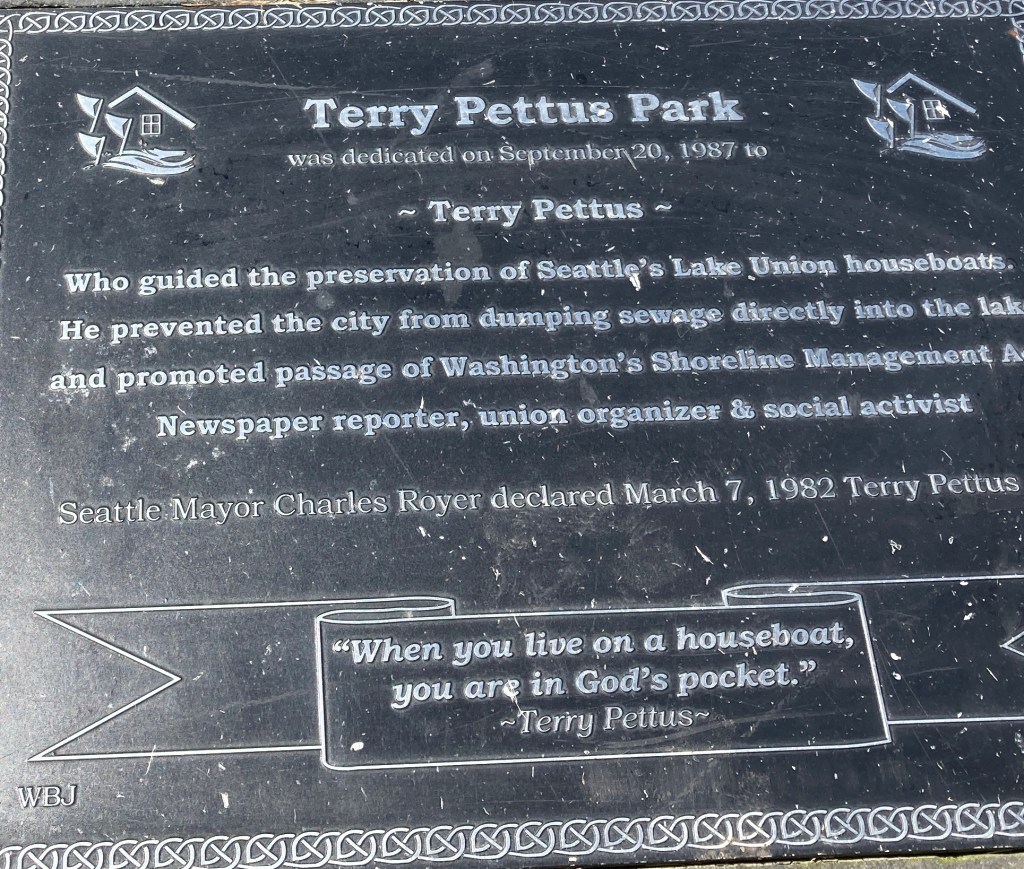 Terry Pettus Park
was dedicated on September 20, 1987 to
~ Terry Pettus ~
Who guided the preservation of Seattle's Lake Union houseboats.
He prevented the city from dumping sewage directly into the lak
and promoted passage of Washington's Shoreline Management A
Newspaper reporter, union organizer & social activist
Seattle Mayor Charles Royer declared March 7, 1982 Terry Pettus
"When you live on a houseboat,
you are in God's pocket."
~Terry Pettus~
WBJ